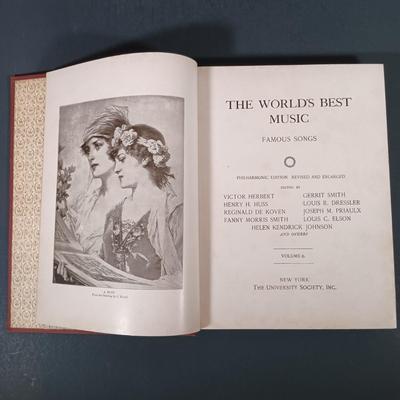 A DUET
THE WORLD'S BEST
MUSIC
FAMOUS SONGS
PHILHARMONIC EDITION REVISED AND ENLARGED
EDITED BY
VICTOR HERBERT GERRIT SMITH
HENRY H. HUSS LOUIS R. DRESSLER
REGINALD DE KOVEN JOSEPH M. PRIAULX
FANNY MORRIS SMITH LOUIS C. ELSON
HELEN KENDRICK JOHNSON
AND OTHERS
VOLUME 6.
NEW YORK
THE UNIVERSITY SOCIETY, INC.